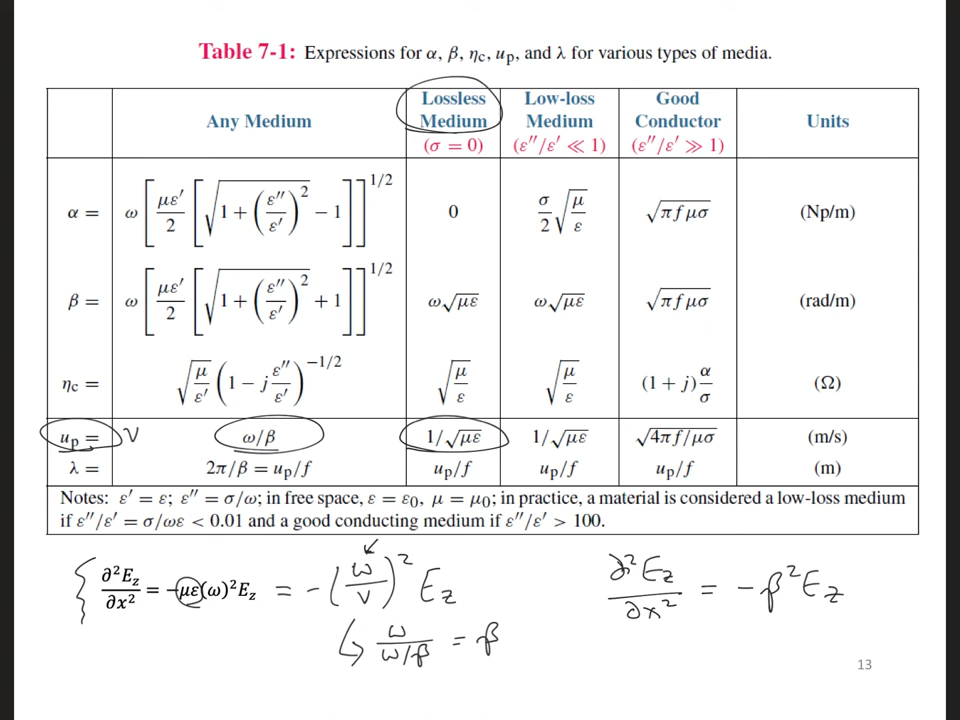 Table 7-1: Expressions for α, β, ηc, up, and λ for various types of media.
Any Medium | Lossless Medium (σ = 0) | Low-loss Medium (ε″/ε′ ≪ 1) | Good Conductor (ε″/ε′ ≫ 1) | Units
α = | ω[με′/2 [√(1 + (ε″/ε′)²) − 1]]^1/2 | 0 | σ/2 √(μ/ε) | √(πfμσ) | (Np/m)
β = | ω[με′/2 [√(1 + (ε″/ε′)²) + 1]]^1/2 | ω√(με) | ω√(με) | √(πfμσ) | (rad/m)
ηc = | √(μ/ε′) (1 − j ε″/ε′)^−1/2 | √(μ/ε) | √(μ/ε) | (1 + j) α/σ | (Ω)
up = V | ω/β | 1/√(με) | 1/√(με) | √(4πf/μσ) | (m/s)
λ = | 2π/β = up/f | up/f | up/f | up/f | (m)
Notes: ε′ = ε; ε″ = σ/ω; in free space, ε = ε0, μ = μ0; in practice, a material is considered a low-loss medium
if ε″/ε′ = σ/ωε < 0.01 and a good conducting medium if ε″/ε′ > 100.
{ ∂²Ez/∂x² = −με(ω)²Ez = −(ω/v)² Ez
∂²Ez/∂x² = −β²Ez
↳ ω/(ω/β) = β
13